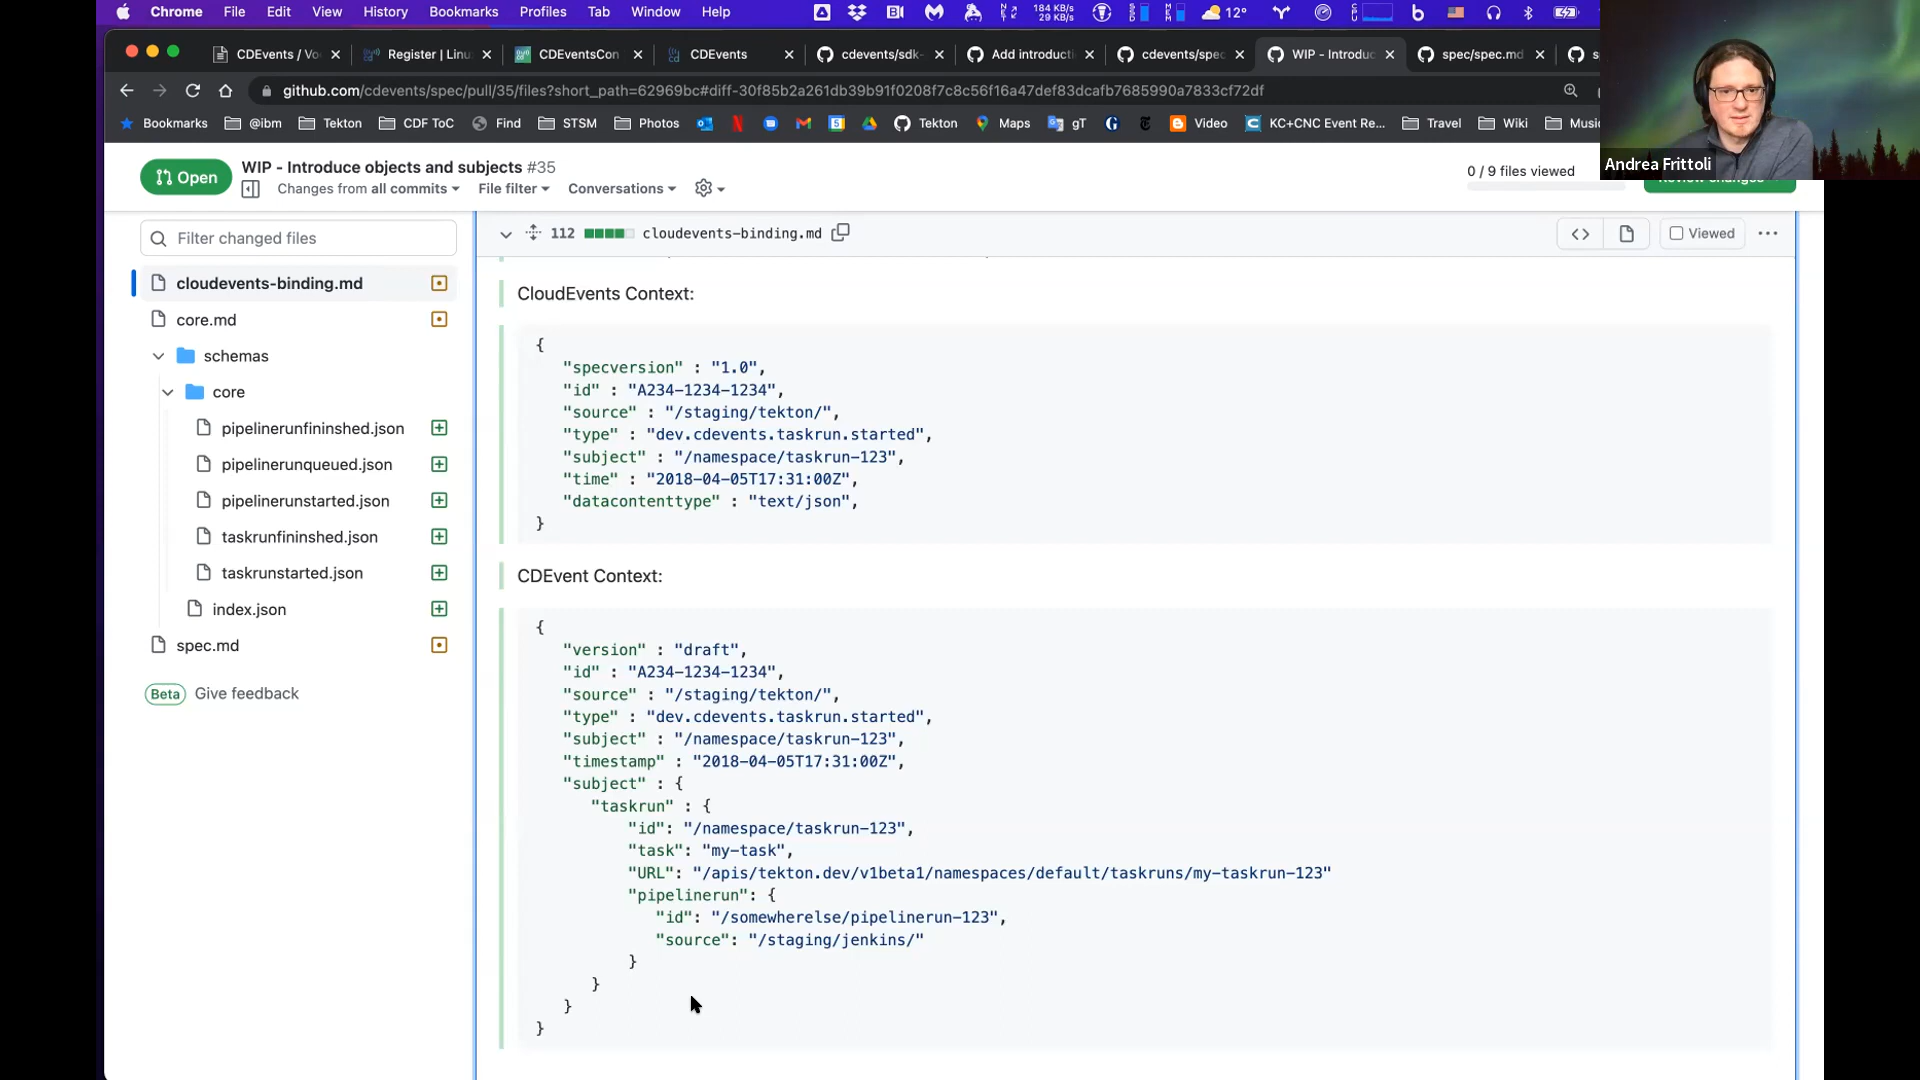 Chrome File Edit View History Bookmarks Profiles Tab Window Help 184 KB/s 29 KB/s 12°
CDEvents / Vo Register | Linu CDEventsCon CDEvents cdevents/sdk- Add introducti cdevents/spec WIP - Introduc spec/spec.md s
github.com/cdevents/spec/pull/35/files?short_path=62969bc#diff-30f85b2a261db39b91f0208f7c8c56f16a47def83dcafb7685990a7833cf72df
Bookmarks @ibm Tekton CDF ToC Find STSM Photos Tekton Maps gT Video KC+CNC Event Re... Travel Wiki Music
Andrea Frittoli
Open
WIP - Introduce objects and subjects #35
Changes from all commits File filter Conversations
0 / 9 files viewed
Review changes
Filter changed files
cloudevents-binding.md
core.md
schemas
core
pipelinerunfininshed.json
pipelinerunqueued.json
pipelinerunstarted.json
taskrunfininshed.json
taskrunstarted.json
index.json
spec.md
Beta Give feedback
112 cloudevents-binding.md
Viewed
CloudEvents Context:
{
"specversion" : "1.0",
"id" : "A234-1234-1234",
"source" : "/staging/tekton/",
"type" : "dev.cdevents.taskrun.started",
"subject" : "/namespace/taskrun-123",
"time" : "2018-04-05T17:31:00Z",
"datacontenttype" : "text/json",
}
CDEvent Context:
{
"version" : "draft",
"id" : "A234-1234-1234",
"source" : "/staging/tekton/",
"type" : "dev.cdevents.taskrun.started",
"subject" : "/namespace/taskrun-123",
"timestamp" : "2018-04-05T17:31:00Z",
"subject" : {
"taskrun" : {
"id": "/namespace/taskrun-123",
"task": "my-task",
"URL": "/apis/tekton.dev/v1beta1/namespaces/default/taskruns/my-taskrun-123"
"pipelinerun": {
"id": "/somewherelse/pipelinerun-123",
"source": "/staging/jenkins/"
}
}
}
}